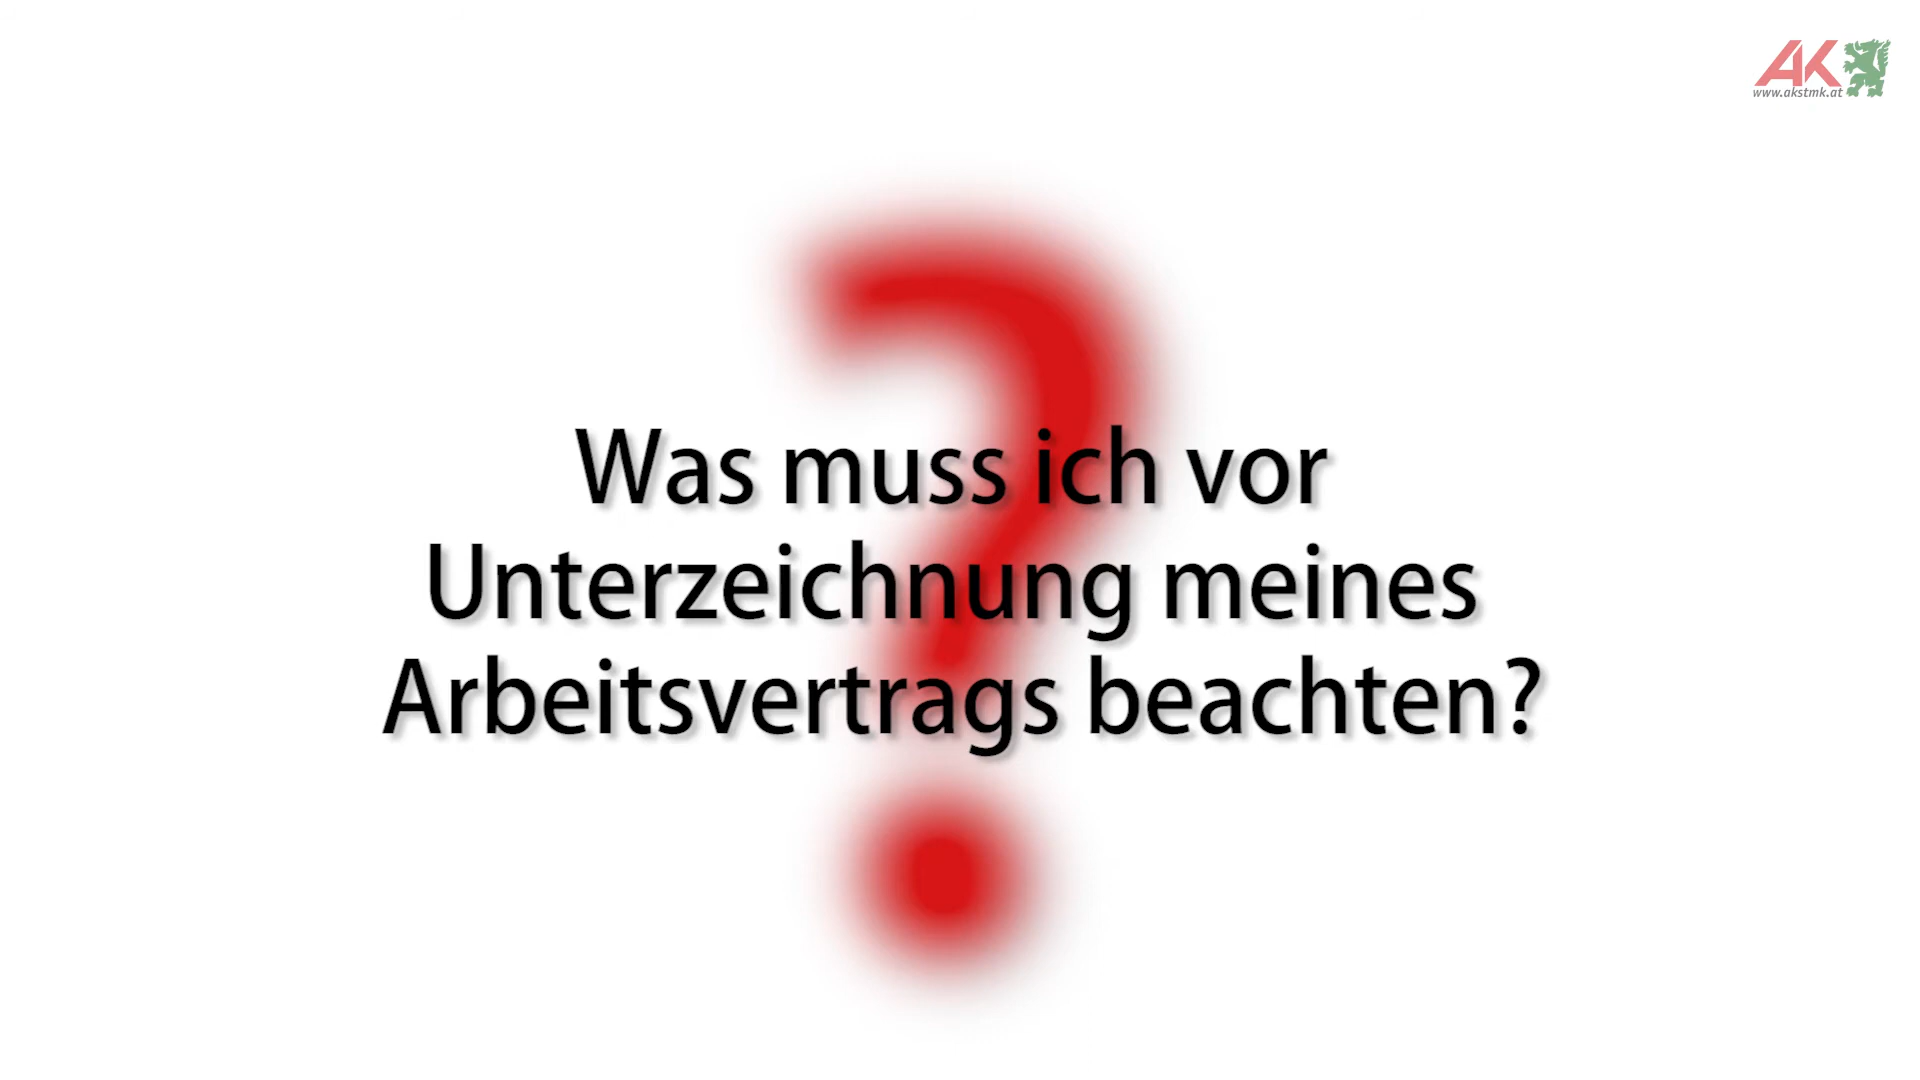 AK
www.akstmk.at
Was muss ich vor
Unterzeichnung meines
Arbeitsvertrags beachten?